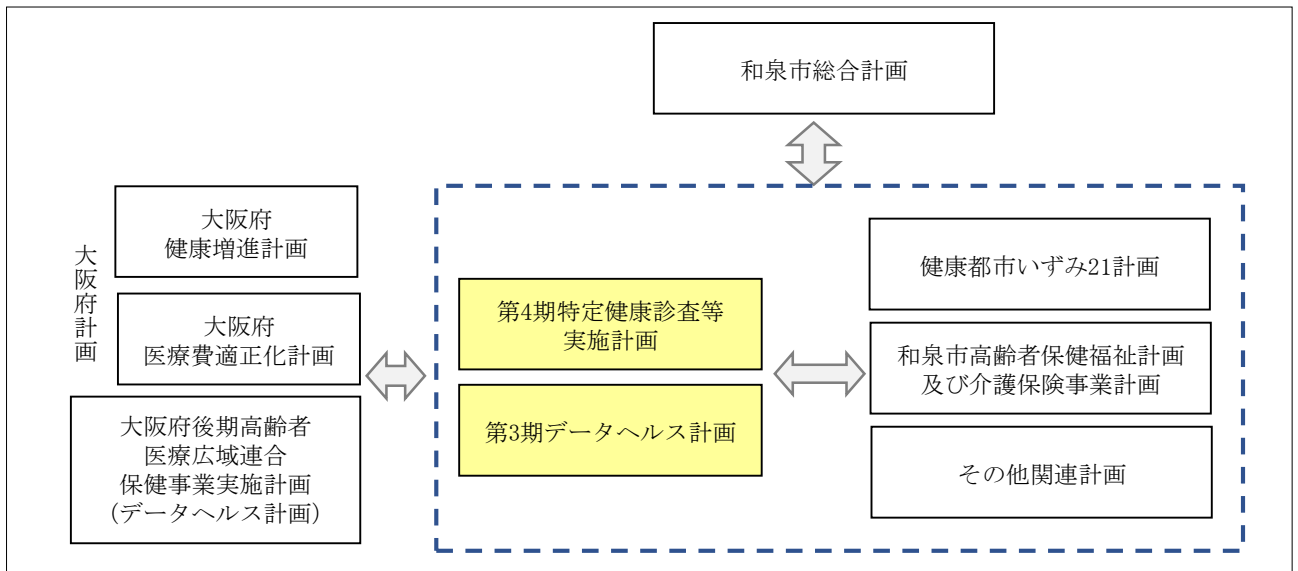 和泉市総合計画
大阪府計画
大阪府
健康増進計画
大阪府
医療費適正化計画
大阪府後期高齢者
医療広域連合
保健事業実施計画
(データヘルス計画)
第4期特定健康診査等
実施計画
第3期データヘルス計画
健康都市いずみ21計画
和泉市高齢者保健福祉計画
及び介護保険事業計画
その他関連計画